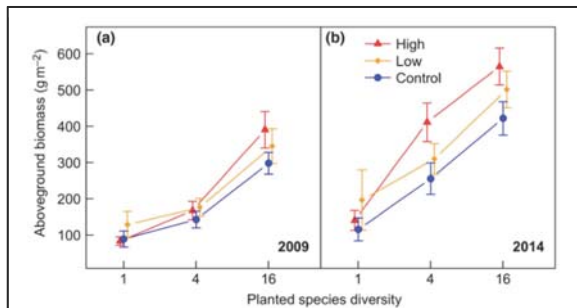 (a)
(b)
High
Low
Control
Aboveground biomass (g m−2)
600
500
400
300
200
100
2009
2014
1
4
16
1
4
16
Planted species diversity